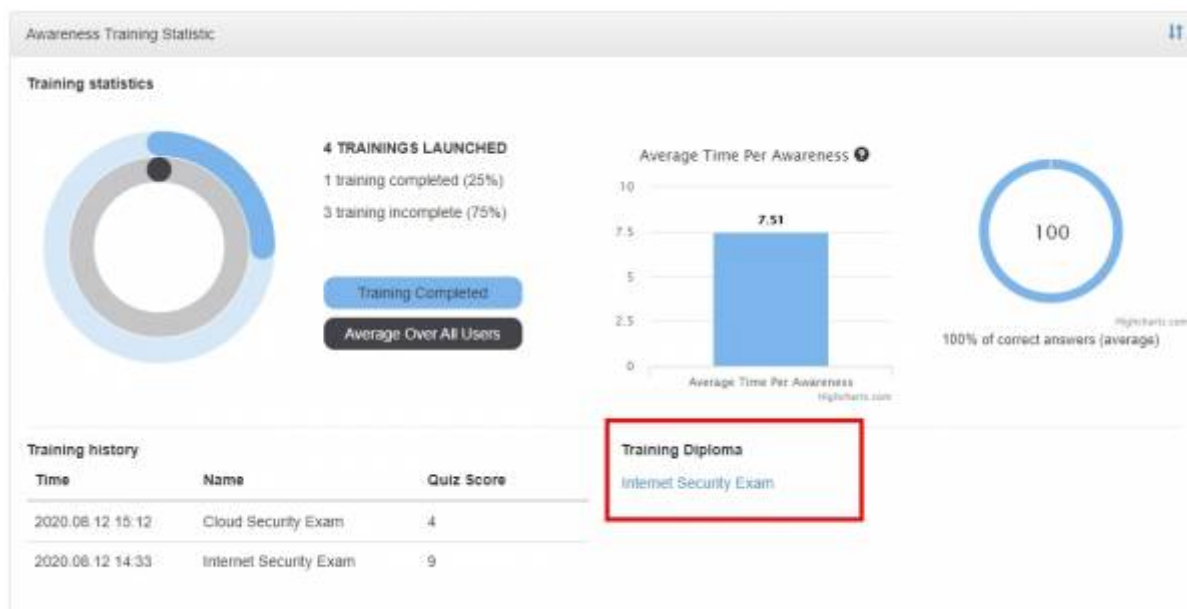 Awareness Training Statistic
Training statistics
4 TRAININGS LAUNCHED
1 training completed (25%)
3 training incomplete (75%)
Training Completed
Average Over All Users
Average Time Per Awareness ?
10
7.5
5
2.5
0
7.51
Average Time Per Awareness
Highcharts.com
100
Highcharts.com
100% of correct answers (average)
Training history
Time Name Quiz Score
2020.08.12 15:12 Cloud Security Exam 4
2020.08.12 14:33 Internet Security Exam 9
Training Diploma
Internet Security Exam